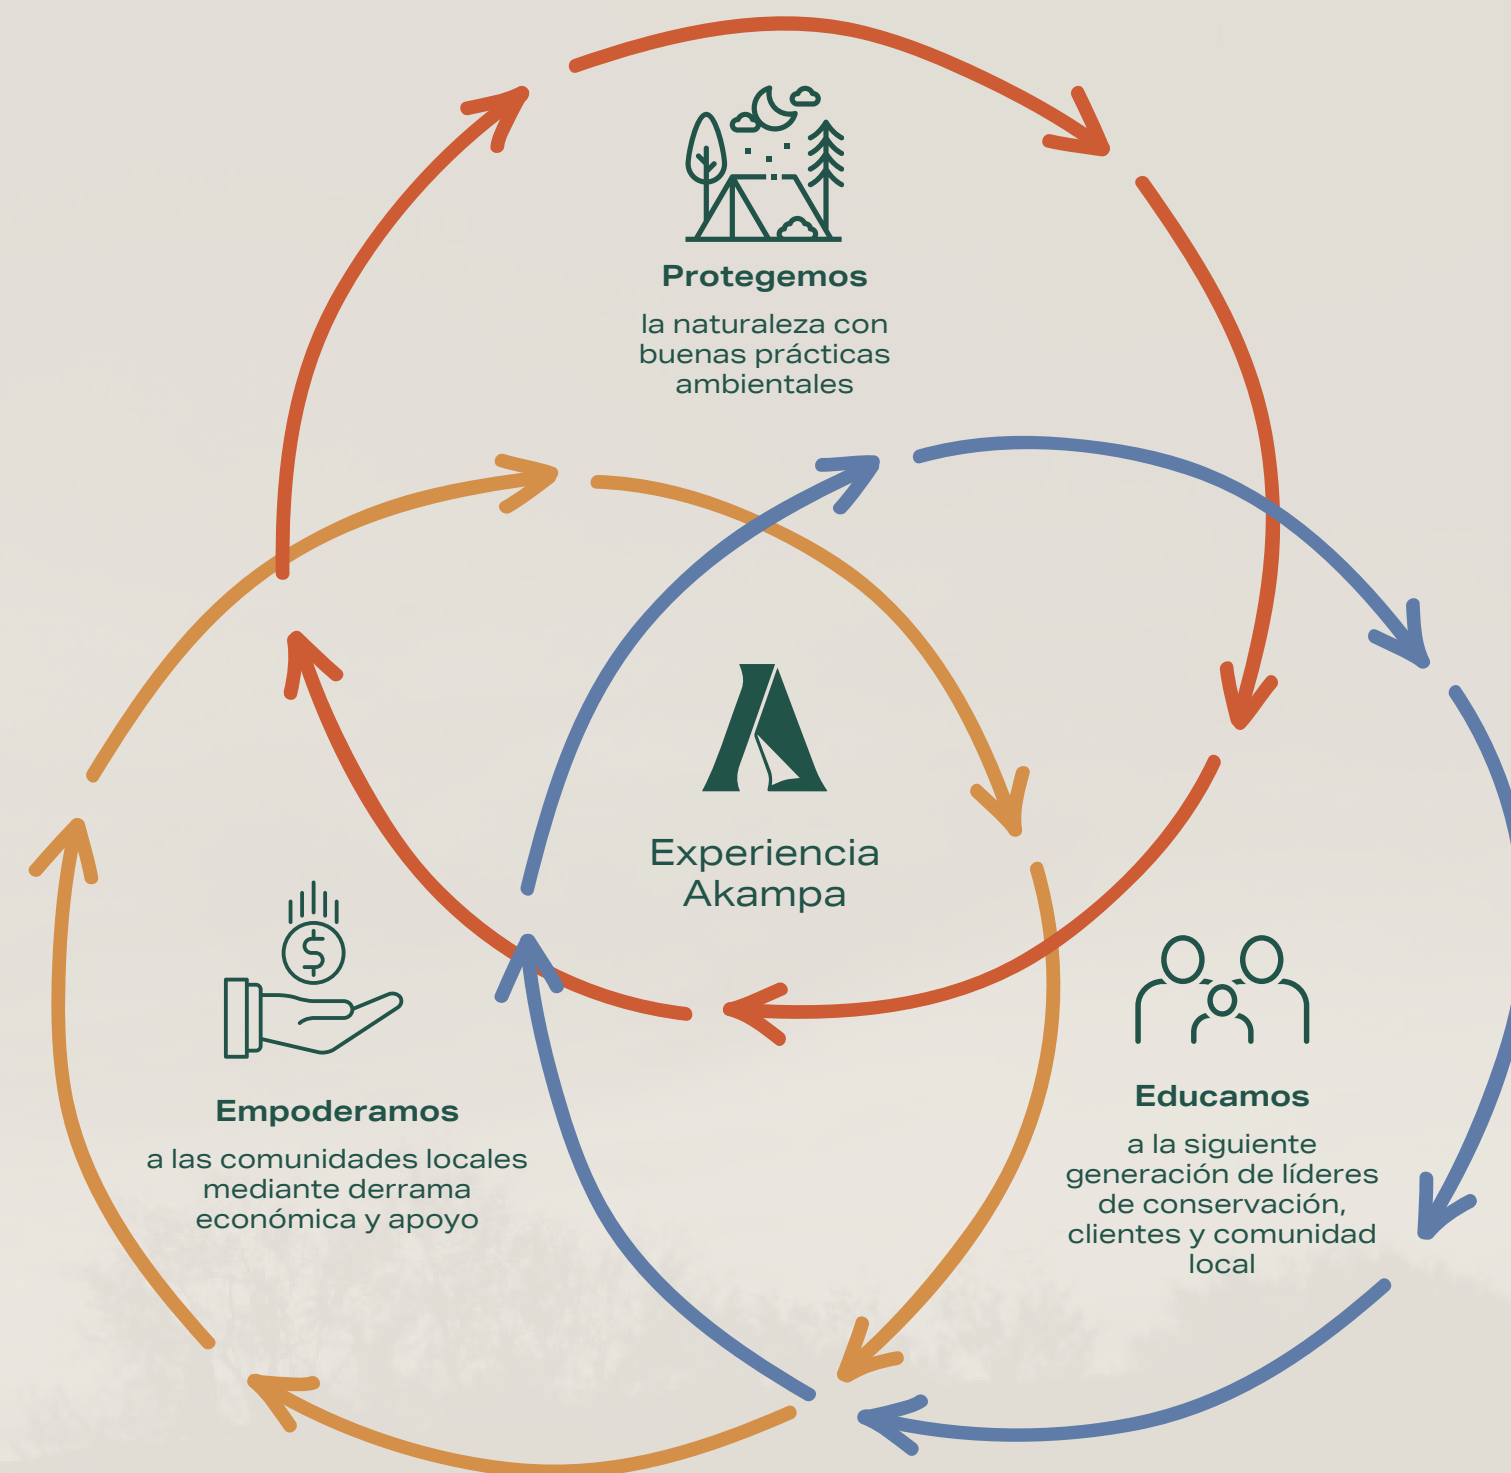 Protegemos
la naturaleza con
buenas prácticas
ambientales
Experiencia
Akampa
Empoderamos
a las comunidades locales
mediante derrama
económica y apoyo
Educamos
a la siguiente
generación de líderes
de conservación,
clientes y comunidad
local